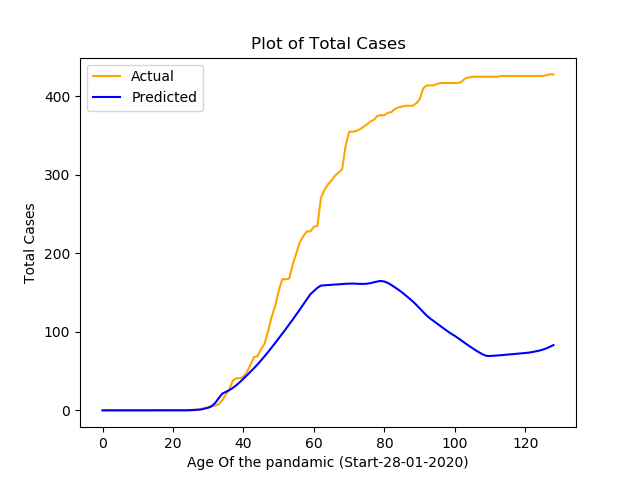 Plot of Total Cases
Actual
Predicted
400
300
200
100
0
Total Cases
0 20 40 60 80 100 120
Age Of the pandamic (Start-28-01-2020)